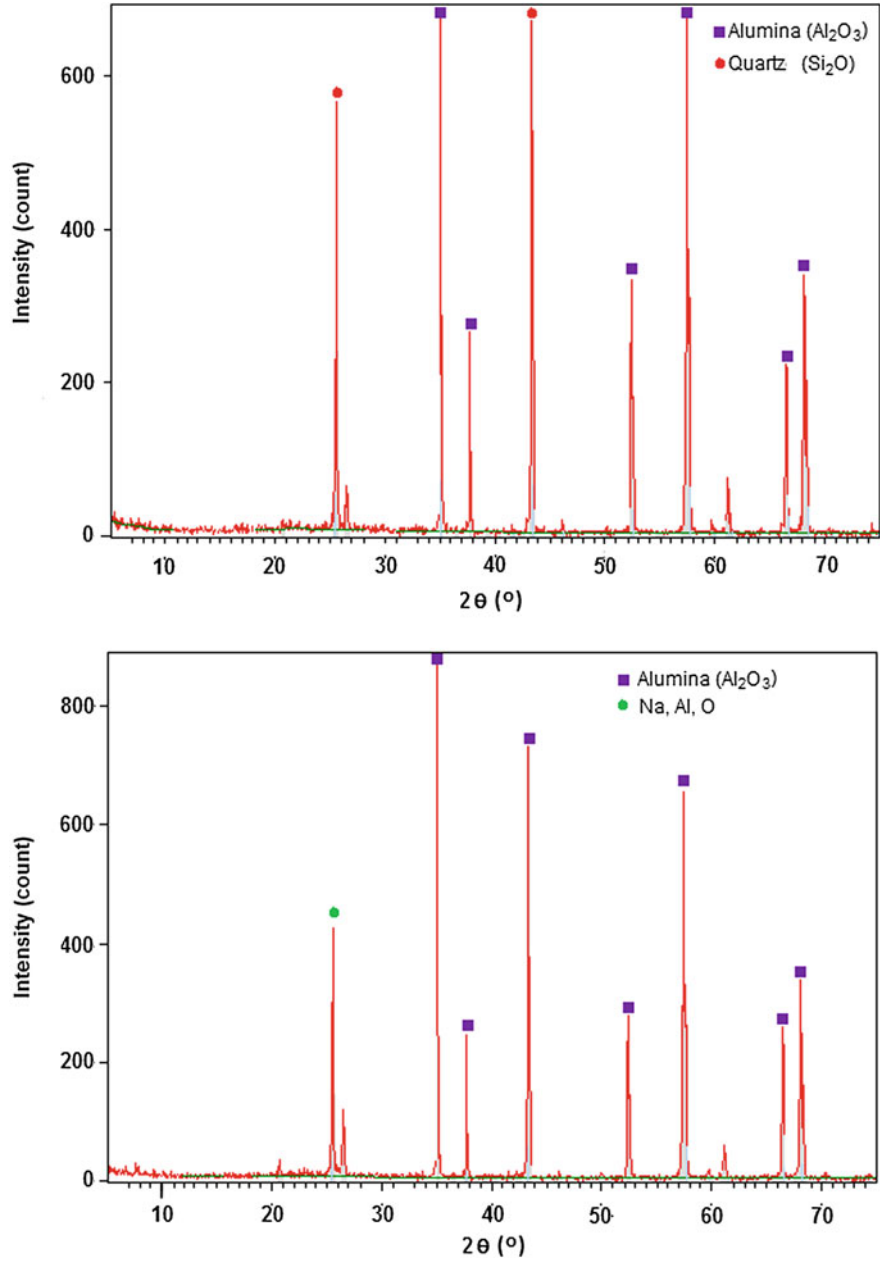 Alumina (Al₂O₃)
Quartz (Si₂O)
Intensity (count)
600
400
200
0
10 20 30 40 50 60 70
2θ (º)
Alumina (Al₂O₃)
Na, Al, O
Intensity (count)
800
600
400
200
0
10 20 30 40 50 60 70
2θ (º)